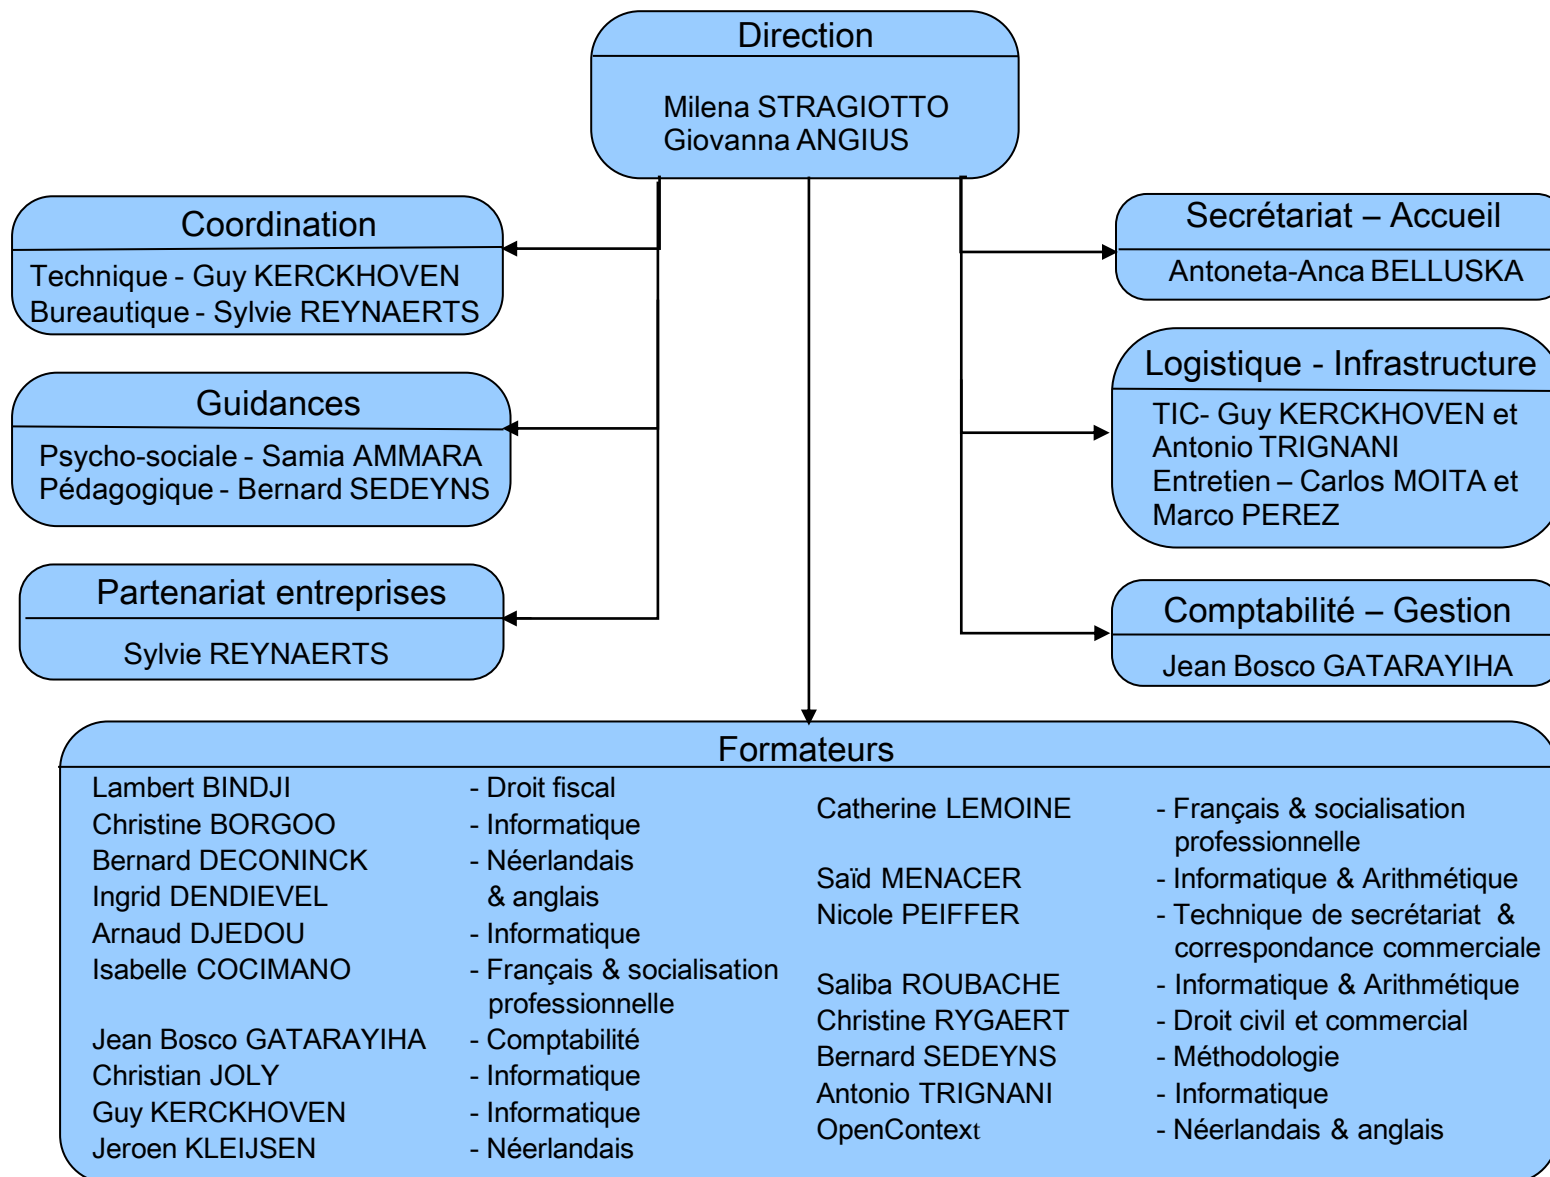 Direction
Milena STRAGIOTTO
Giovanna ANGIUS
Coordination
Technique - Guy KERCKHOVEN
Bureautique - Sylvie REYNAERTS
Guidances
Psycho-sociale - Samia AMMARA
Pédagogique - Bernard SEDEYNS
Partenariat entreprises
Sylvie REYNAERTS
Secrétariat – Accueil
Antoneta-Anca BELLUSKA
Logistique - Infrastructure
TIC- Guy KERCKHOVEN et
Antonio TRIGNANI
Entretien – Carlos MOITA et
Marco PEREZ
Comptabilité – Gestion
Jean Bosco GATARAYIHA
Formateurs
Lambert BINDJI - Droit fiscal
Christine BORGOO - Informatique
Bernard DECONINCK - Néerlandais
Ingrid DENDIEVEL & anglais
Arnaud DJEDOU - Informatique
Isabelle COCIMANO - Français & socialisation
professionnelle
Jean Bosco GATARAYIHA - Comptabilité
Christian JOLY - Informatique
Guy KERCKHOVEN - Informatique
Jeroen KLEIJSEN - Néerlandais
Catherine LEMOINE - Français & socialisation
professionnelle
Saïd MENACER - Informatique & Arithmétique
Nicole PEIFFER - Technique de secrétariat &
correspondance commerciale
Saliba ROUBACHE - Informatique & Arithmétique
Christine RYGAERT - Droit civil et commercial
Bernard SEDEYNS - Méthodologie
Antonio TRIGNANI - Informatique
OpenContext - Néerlandais & anglais